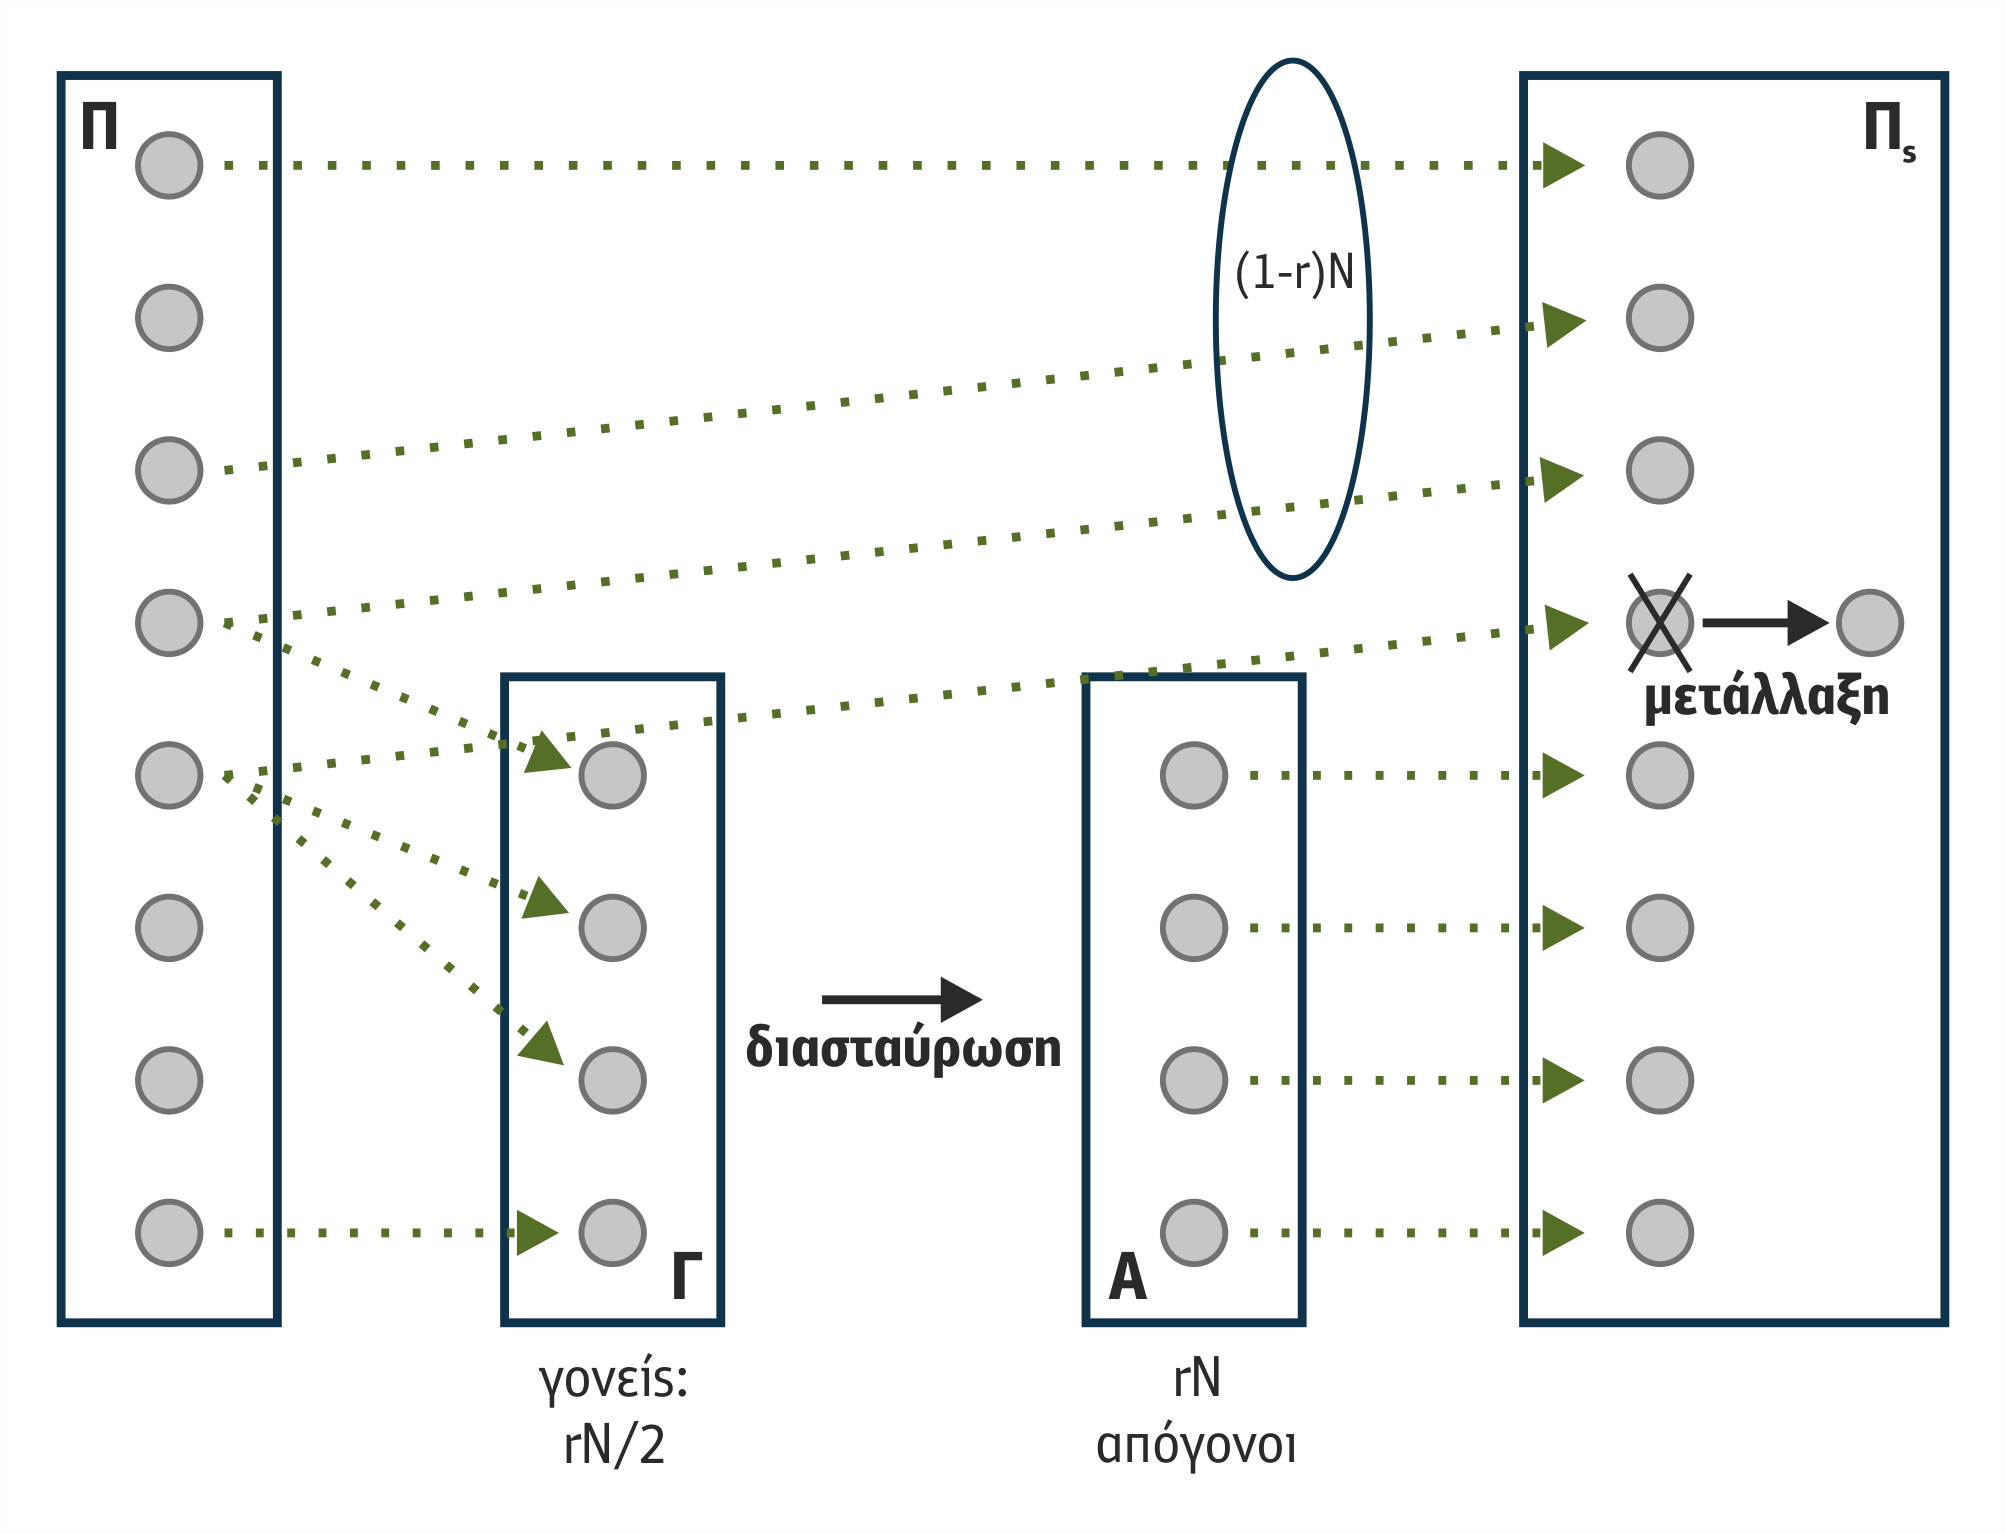 Π
Πs
(1-r)N
μετάλλαξη
διασταύρωση
Γ
Α
γονείς:
rN/2
rN
απόγονοι